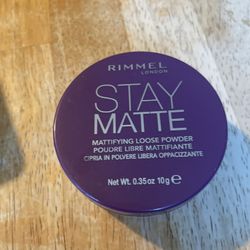 RIMMEL
LONDON
STAY
MATTE
MATTIFYING LOOSE POWDER
POUDRE LIBRE MATIFIANTE
CIPRIA IN POLVERE LIBERA OPPACIZZANTE
Net Wt. 0.35 oz 10g ℮